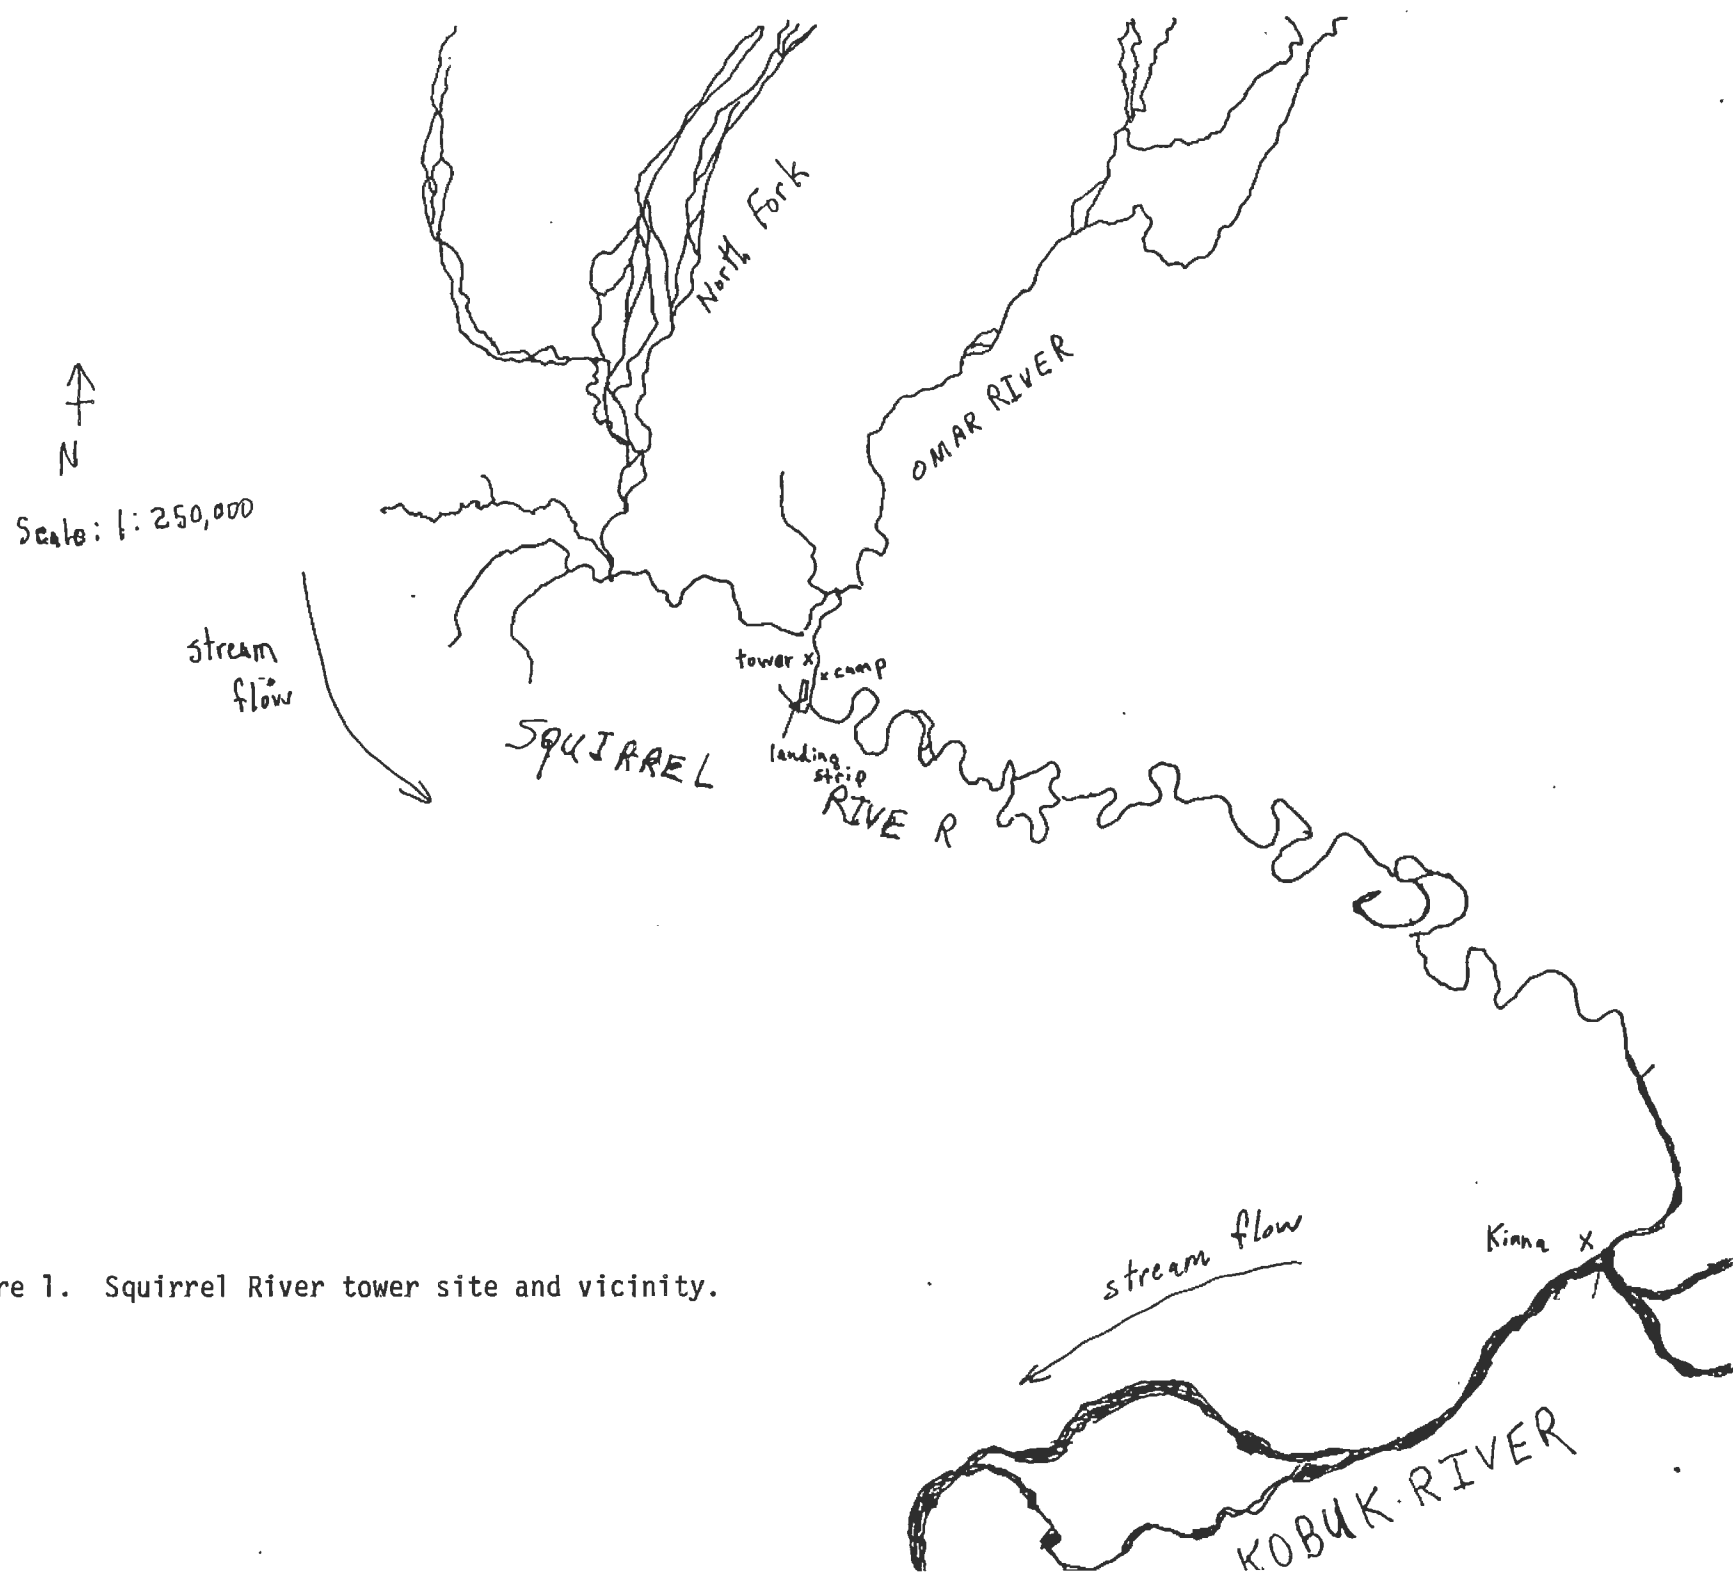 North Fork
OMAR RIVER
N
Scale: 1:250,000
stream
flow
tower x
x camp
landing
strip
SQUIRREL
RIVER
stream flow
Kiana x
re 1. Squirrel River tower site and vicinity.
KOBUK RIVER